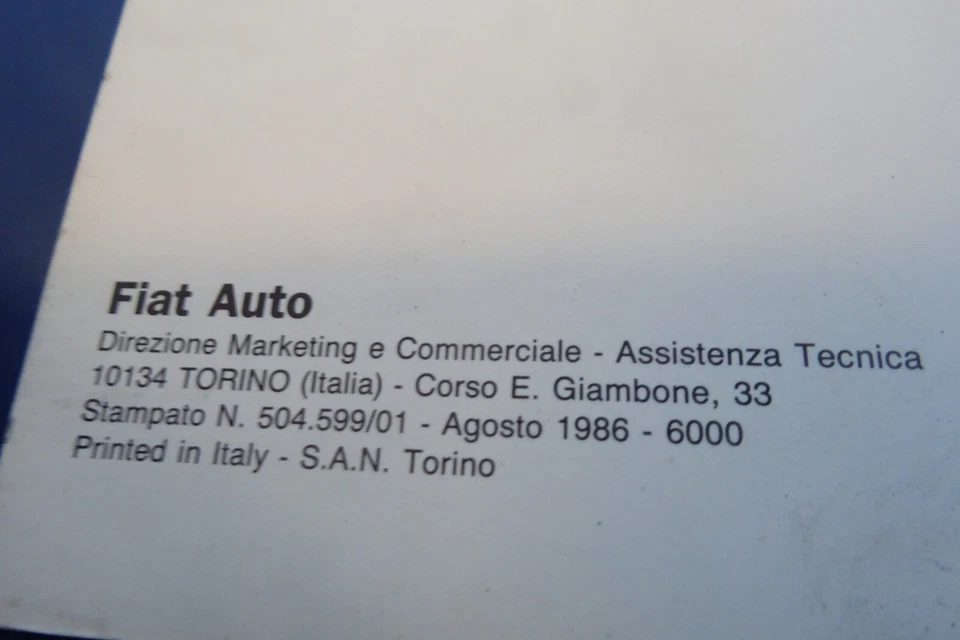 Fiat Auto
Direzione Marketing e Commerciale - Assistenza Tecnica
10134 TORINO (Italia) - Corso E. Giambone, 33
Stampato N. 504.599/01 - Agosto 1986 - 6000
Printed in Italy - S.A.N. Torino